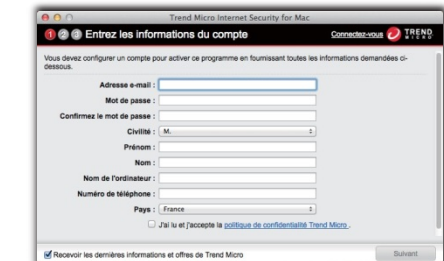 Trend Micro Internet Security for Mac
1 2 3 Entrez les informations du compte Connectez-vous TREND MICRO
Vous devez configurer un compte pour activer ce programme en fournissant toutes les informations demandées ci-
dessous.
Adresse e-mail :
Mot de passe :
Confirmez le mot de passe :
Civilité : M.
Prénom :
Nom :
Nom de l'ordinateur :
Numéro de téléphone :
Pays : France
J'ai lu et j'accepte la politique de confidentialité Trend Micro .
Recevoir les dernières informations et offres de Trend Micro Suivant